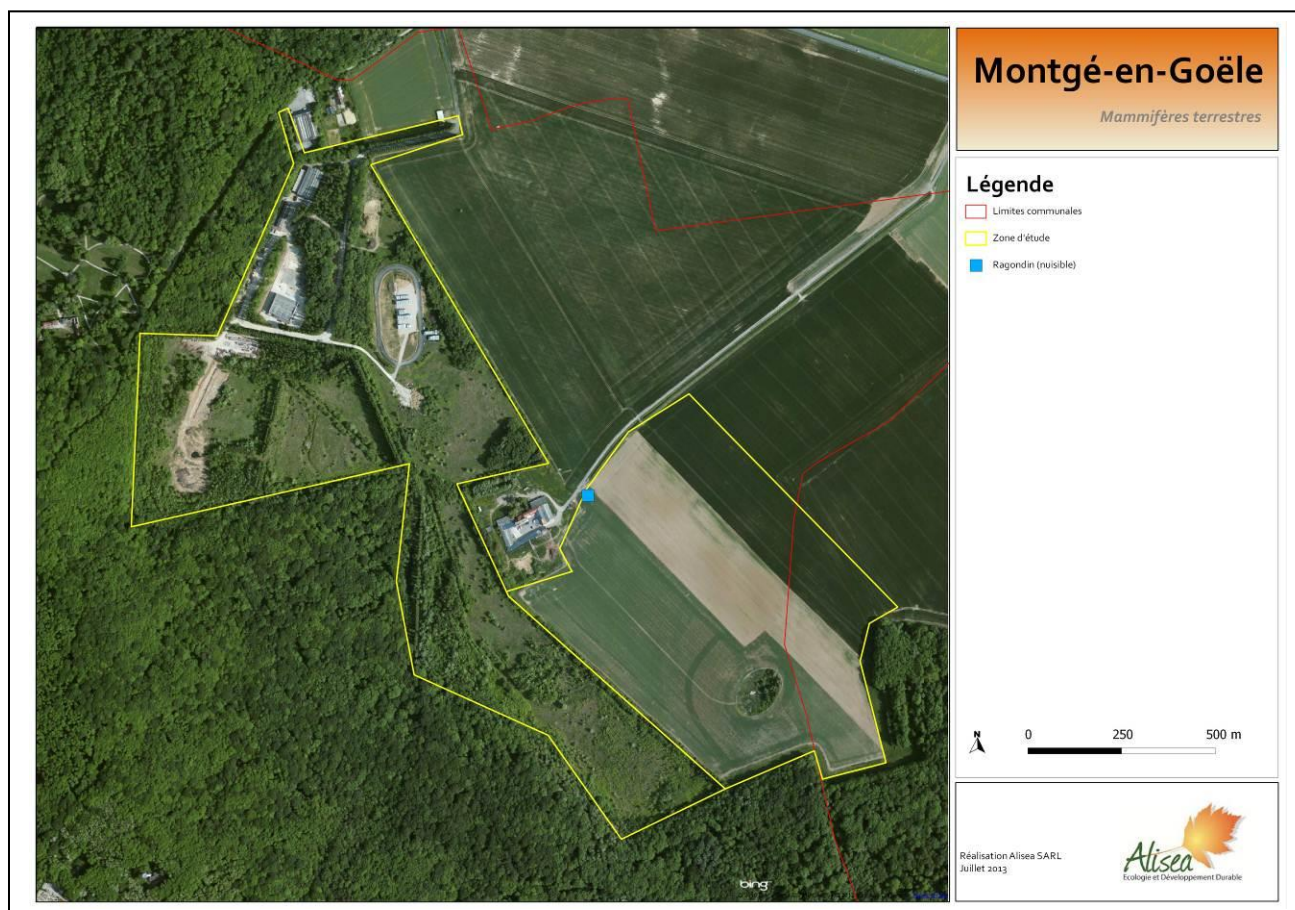 Montgé-en-Goële
Mammifères terrestres
Légende
Limites communales
Zone d'étude
Ragondin (nuisible)
N
0 250 500 m
Réalisation Alisea SARL
Juillet 2013
Alisea
Ecologie et Développement Durable
bing